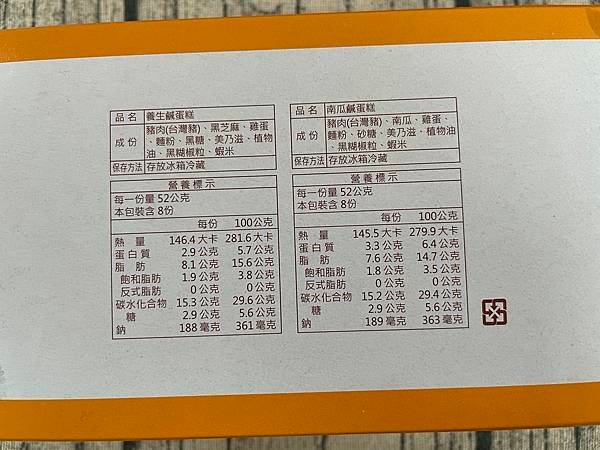 品名 養生鹹蛋糕
成份 豬肉(台灣豬)、黑芝麻、雞蛋
、麵粉、黑糖、美乃滋、植物
油、黑糊椒粒、蝦米
保存方法 存放冰箱冷藏
營養標示
每一份量 52公克
本包裝含 8份
每份 100公克
熱量 146.4 大卡 281.6 大卡
蛋白質 2.9 公克 5.7 公克
脂肪 8.1 公克 15.6 公克
飽和脂肪 1.9 公克 3.8 公克
反式脂肪 0 公克 0 公克
碳水化合物 15.3 公克 29.6 公克
糖 2.9 公克 5.6 公克
鈉 188 毫克 361 毫克
品名 南瓜鹹蛋糕
成份 豬肉(台灣豬)、南瓜、雞蛋
、麵粉、砂糖、美乃滋、植物
油、黑糊椒粒、蝦米
保存方法 存放冰箱冷藏
營養標示
每一份量 52公克
本包裝含 8份
每份 100公克
熱量 145.5 大卡 279.9 大卡
蛋白質 3.3 公克 6.4 公克
脂肪 7.6 公克 14.7 公克
飽和脂肪 1.8 公克 3.5 公克
反式脂肪 0 公克 0 公克
碳水化合物 15.2 公克 29.4 公克
糖 2.9 公克 5.6 公克
鈉 189 毫克 363 毫克